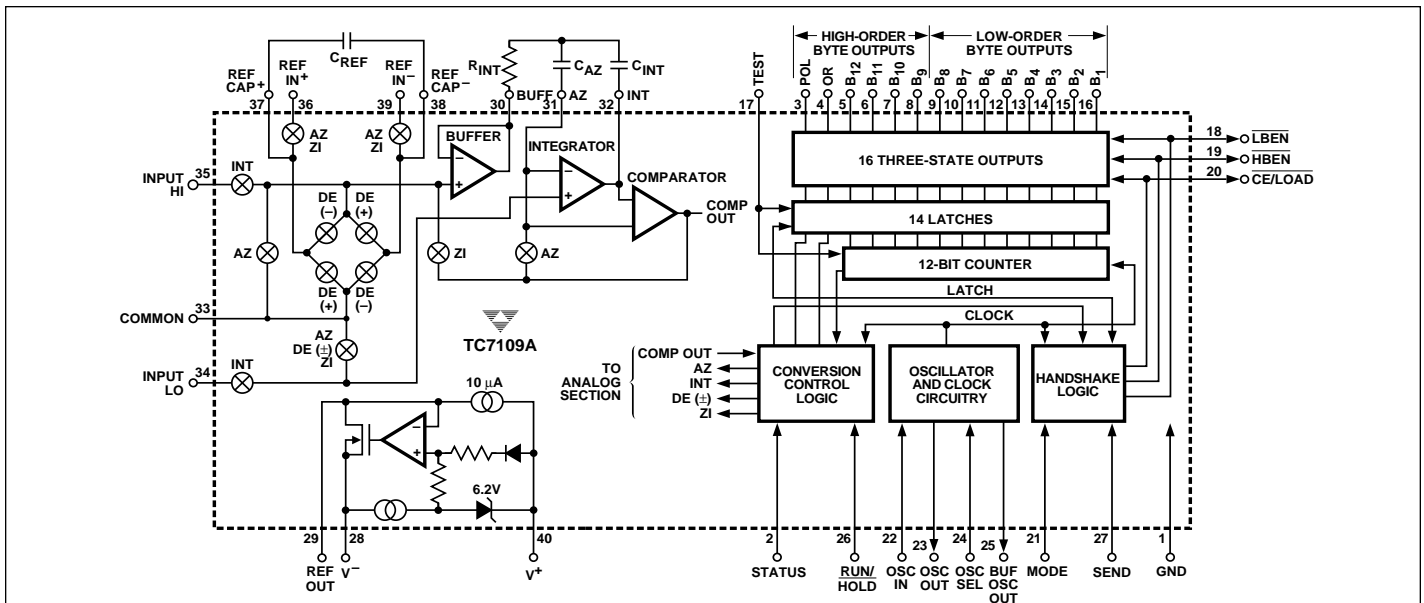 HIGH-ORDER
BYTE OUTPUTS
LOW-ORDER
BYTE OUTPUTS
C_REF
REF
CAP+
REF
IN+
REF
IN–
REF
CAP–
R_INT
C_AZ
C_INT
BUFF
AZ
INT
TEST
POL
OR
B12
B11
B10
B9
B8
B7
B6
B5
B4
B3
B2
B1
37
36
39
38
30
31
32
17
3
4
5
6
7
8
9
10
11
12
13
14
15
16
AZ
ZI
AZ
ZI
BUFFER
–
+
INTEGRATOR
–
+
COMPARATOR
COMP
OUT
INPUT
HI
35
INT
DE
(–)
DE
(+)
DE
(+)
DE
(–)
AZ
ZI
AZ
16 THREE-STATE OUTPUTS
14 LATCHES
12-BIT COUNTER
18
LBEN
19
HBEN
20
CE/LOAD
LATCH
CLOCK
COMMON
33
AZ
DE (±)
ZI
INPUT
LO
34
INT
TC7109A
TO
ANALOG
SECTION
COMP OUT
AZ
INT
DE (±)
ZI
CONVERSION
CONTROL
LOGIC
OSCILLATOR
AND CLOCK
CIRCUITRY
HANDSHAKE
LOGIC
10 µA
–
+
6.2V
29
28
40
2
26
22
23
24
25
21
27
1
REF
OUT
V–
V+
STATUS
RUN/
HOLD
OSC
IN
OSC
OUT
OSC
SEL
BUF
OSC
OUT
MODE
SEND
GND